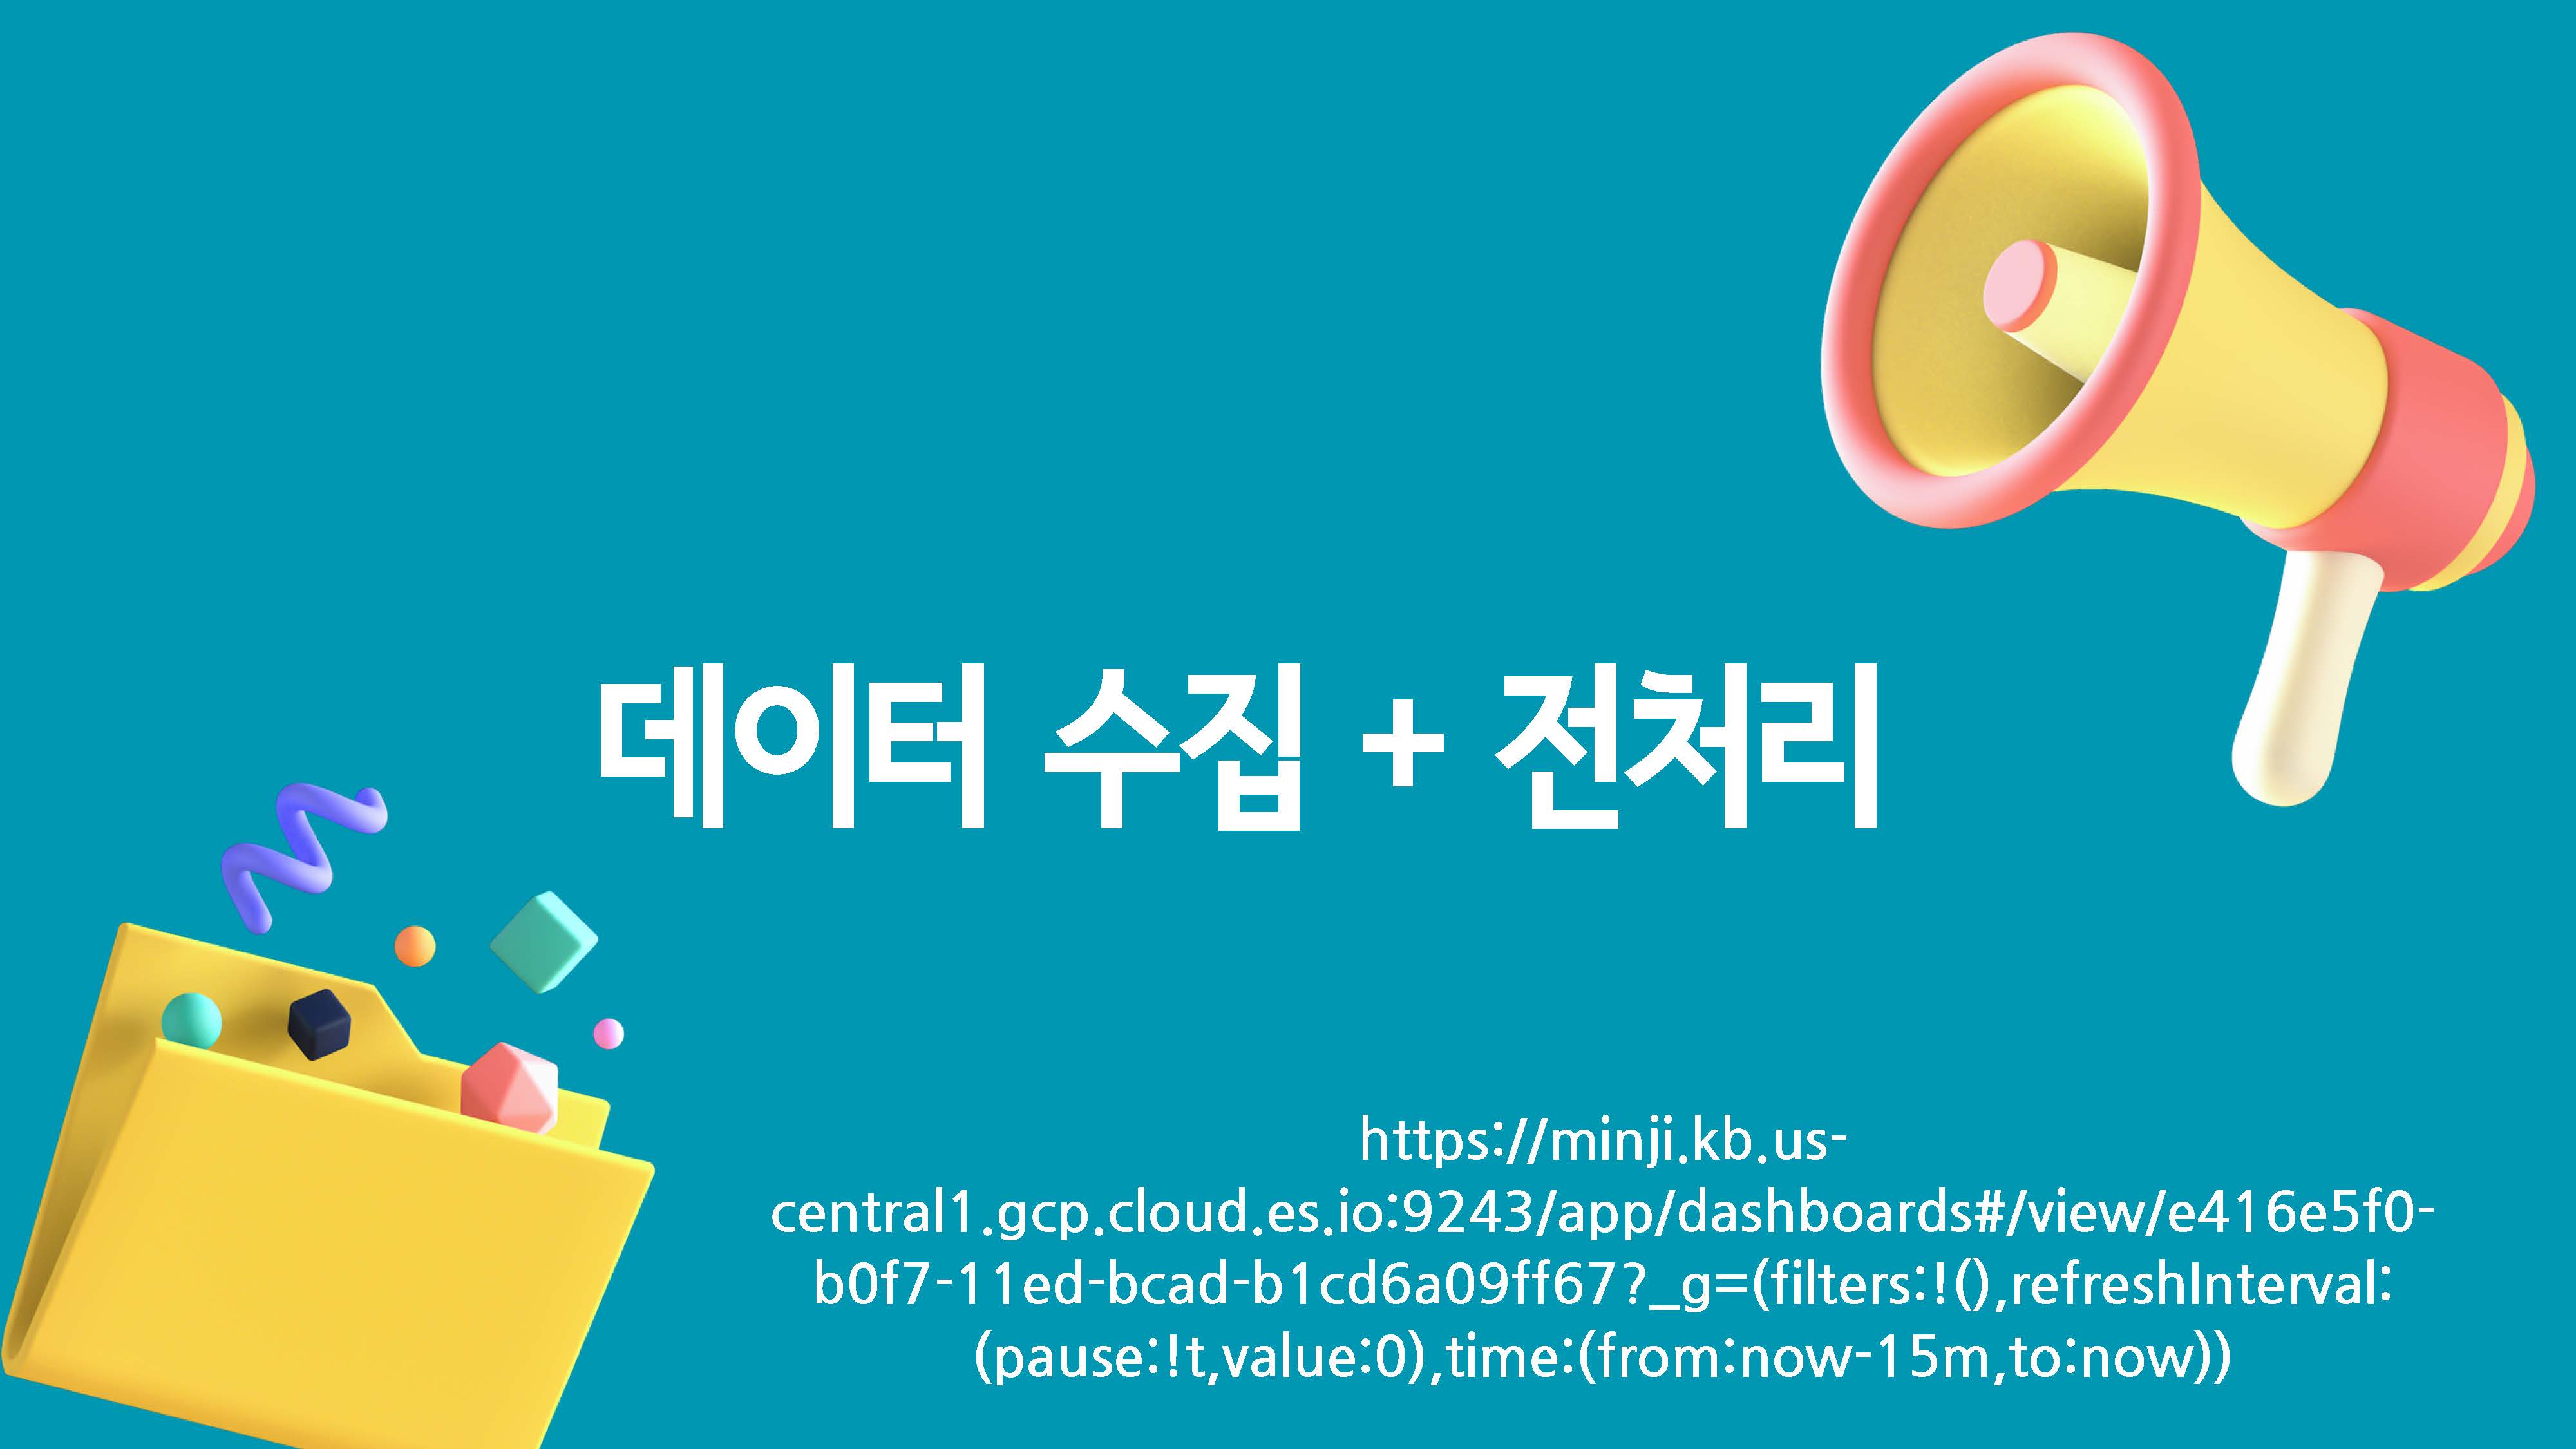 데이터 수집 + 전처리
https://minji.kb.us-
central1.gcp.cloud.es.io:9243/app/dashboards#/view/e416e5f0-
b0f7-11ed-bcad-b1cd6a09ff67?_g=(filters:!(),refreshInterval:
(pause:!t,value:0),time:(from:now-15m,to:now))